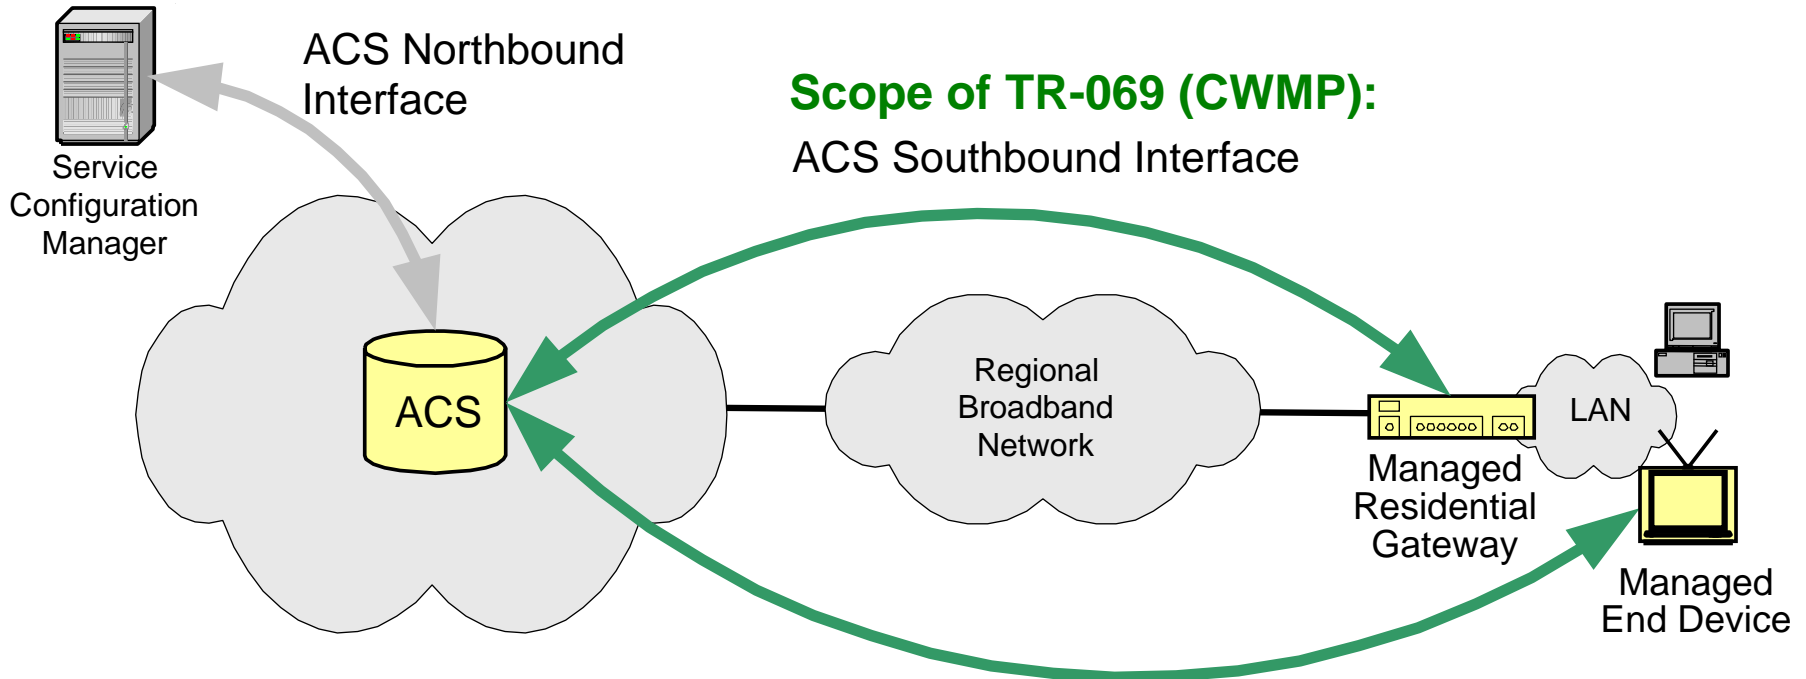 ACS Northbound
Interface
Scope of TR-069 (CWMP):
ACS Southbound Interface
Service
Configuration
Manager
ACS
Regional
Broadband
Network
LAN
Managed
Residential
Gateway
Managed
End Device